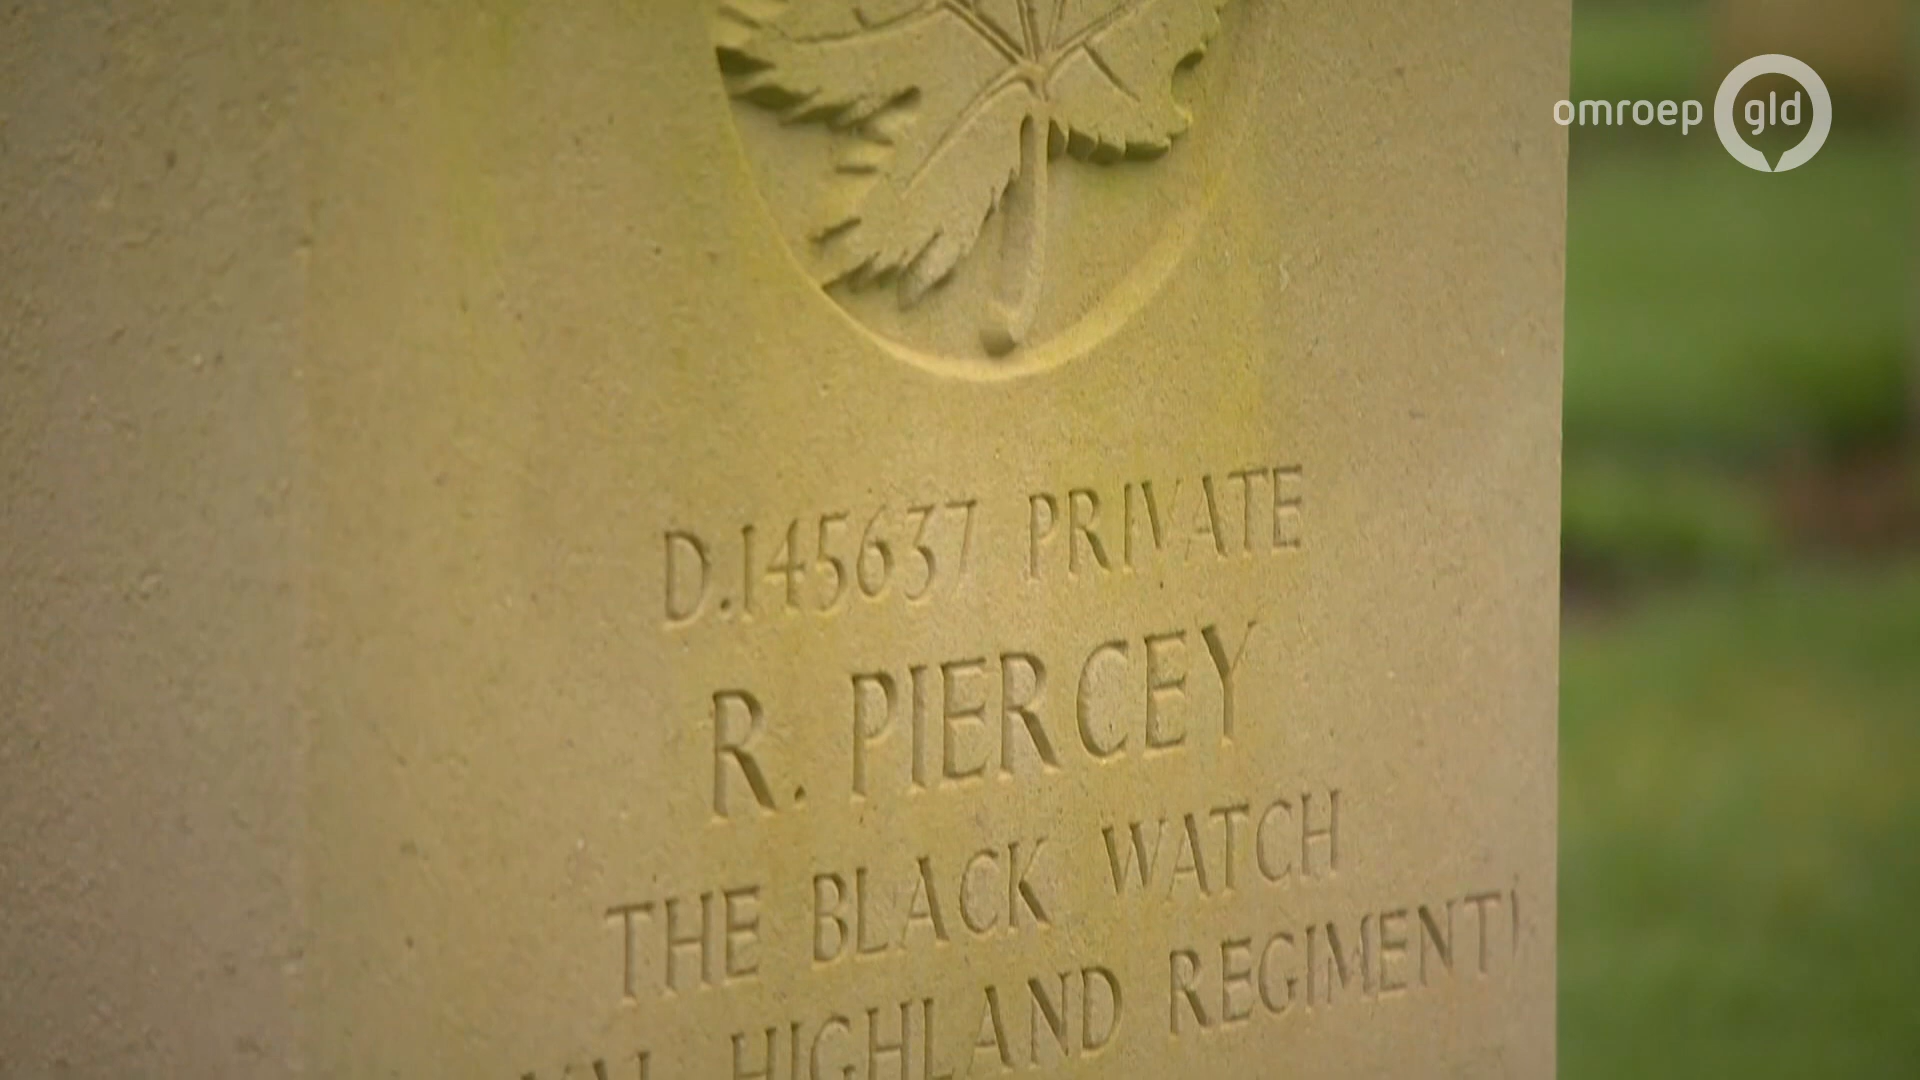 omroep gld
D.145637 PRIVATE
R. PIERCEY
THE BLACK WATCH
HIGHLAND REGIMENT)